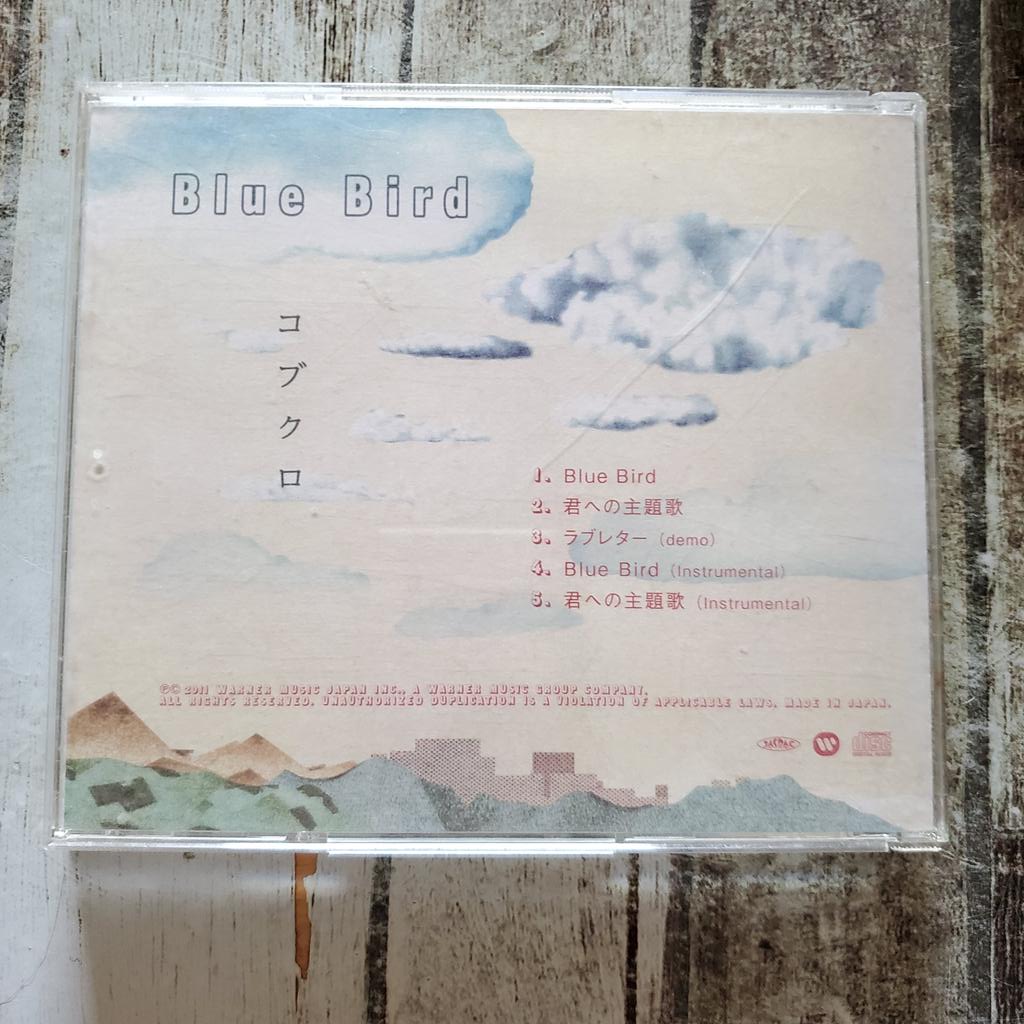 Blue Bird
コブクロ
1. Blue Bird
2. 君への主題歌
3. ラブレター (demo)
4. Blue Bird (Instrumental)
5. 君への主題歌 (Instrumental)
℗© 2011 WARNER MUSIC JAPAN INC., A WARNER MUSIC GROUP COMPANY.
ALL RIGHTS RESERVED. UNAUTHORIZED DUPLICATION IS A VIOLATION OF APPLICABLE LAWS. MADE IN JAPAN.
JASRAC
disc